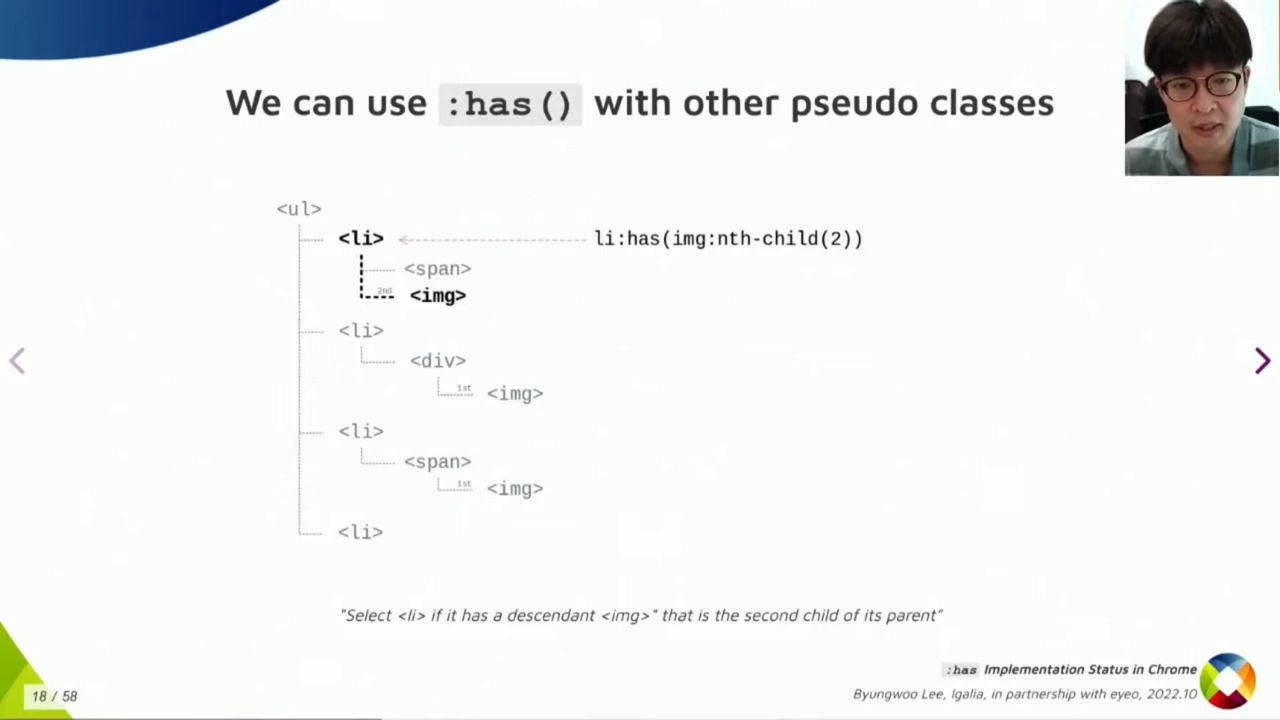 We can use :has() with other pseudo classes
<ul>
<li>
li:has(img:nth-child(2))
<span>
2nd
<img>
<li>
<div>
1st
<img>
<li>
<span>
1st
<img>
<li>
"Select <li> if it has a descendant <img>" that is the second child of its parent"
:has Implementation Status in Chrome
18 / 58
Byungwoo Lee, Igalia, in partnership with eyeo, 2022.10